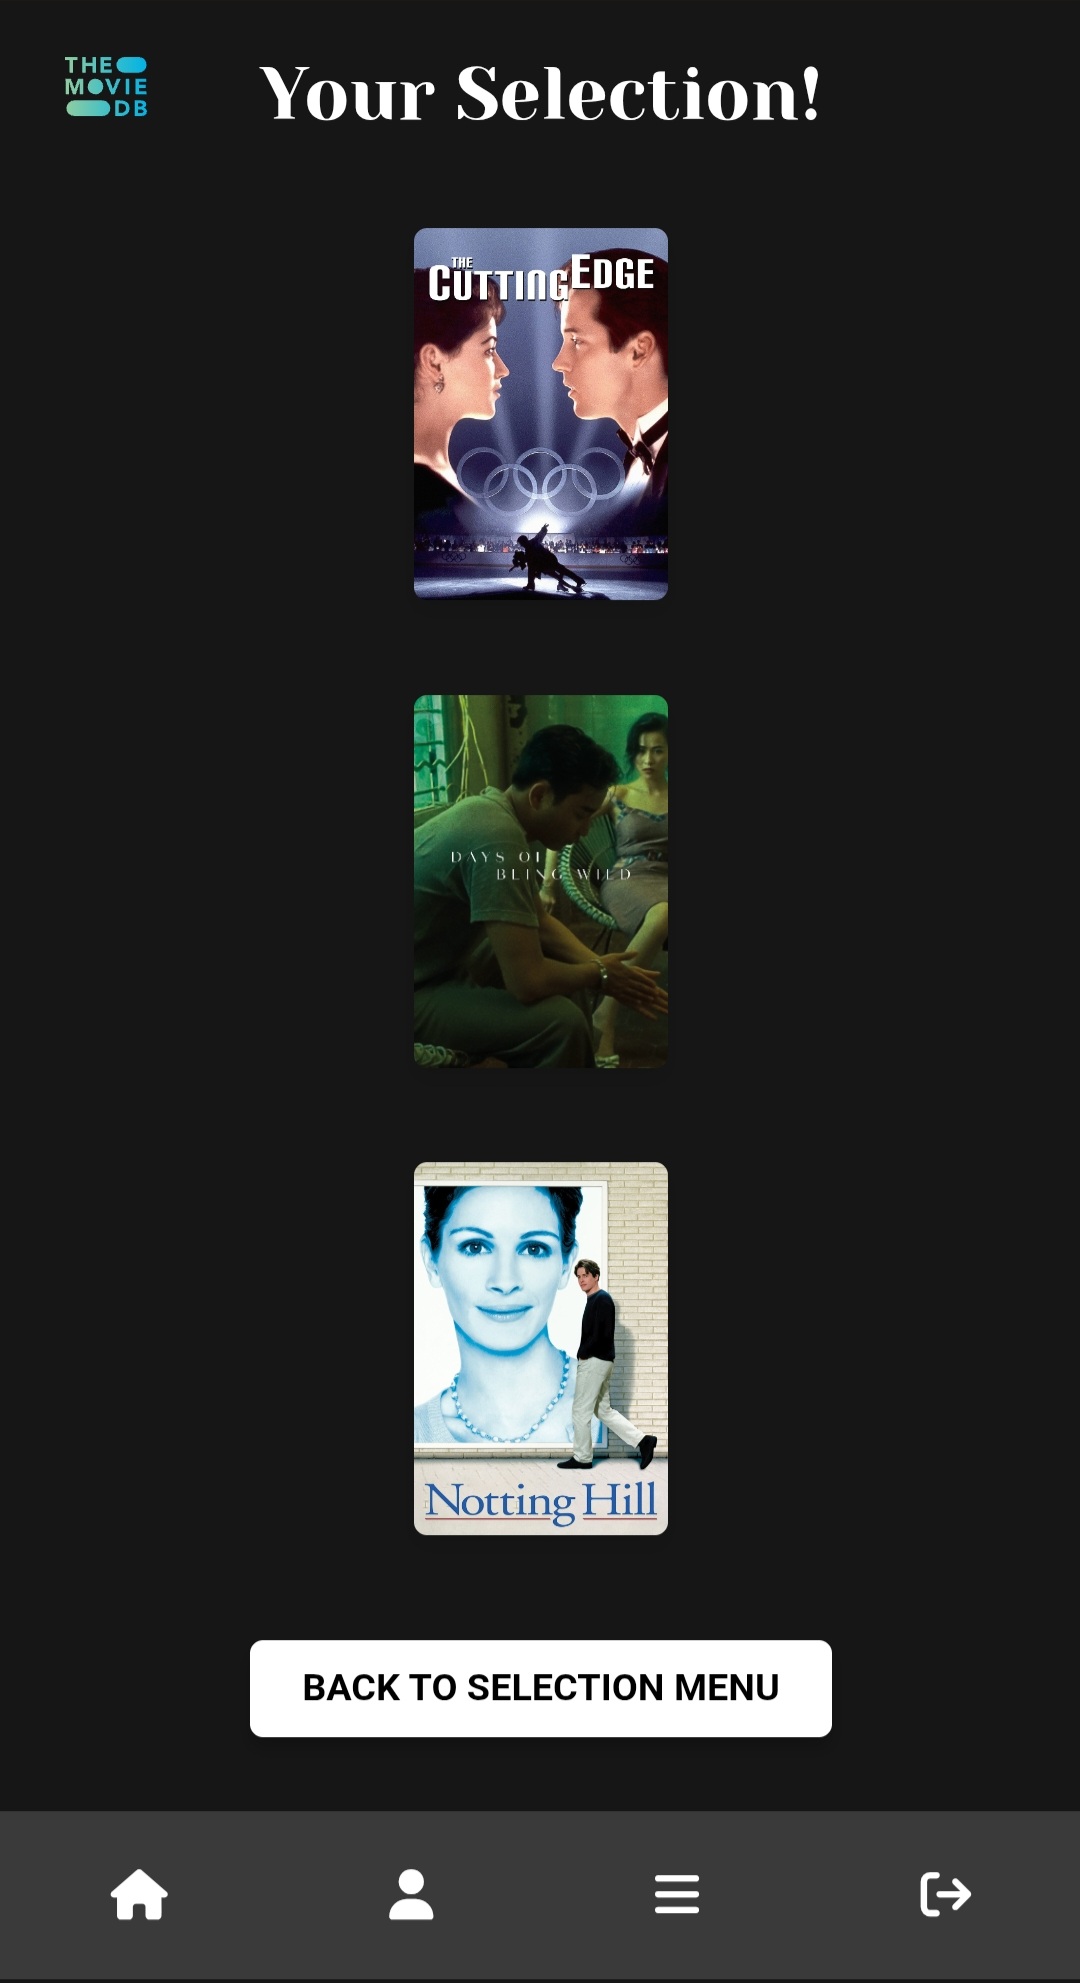 THE
MOVIE
DB
Your Selection!
THE
CUTTING EDGE
DAYS OF
BEING WILD
Notting Hill
BACK TO SELECTION MENU